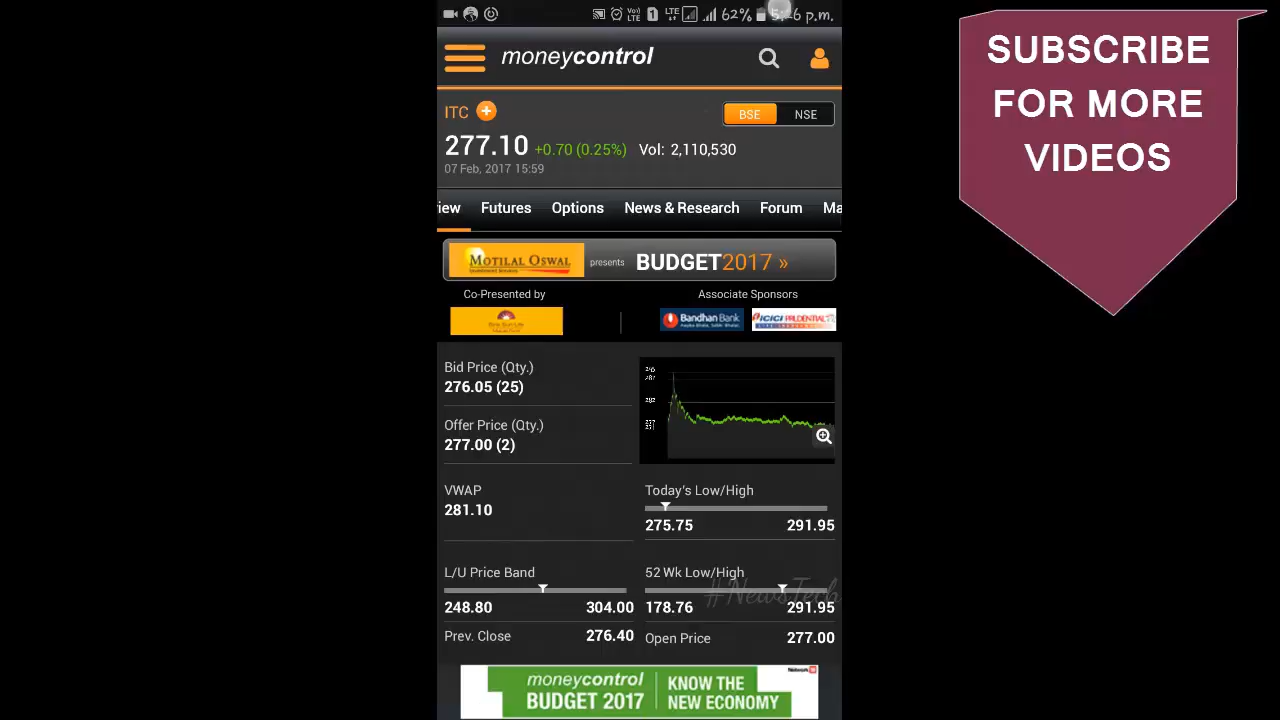 62% 5:26 p.m.
moneycontrol
ITC
BSE NSE
277.10 +0.70 (0.25%) Vol: 2,110,530
07 Feb, 2017 15:59
iew Futures Options News & Research Forum Ma
MOTILAL OSWAL presents BUDGET2017 »
Co-Presented by Associate Sponsors
Bandhan Bank ICICI PRUDENTIAL
Bid Price (Qty.)
276.05 (25)
Offer Price (Qty.)
277.00 (2)
VWAP
281.10
Today's Low/High
275.75 291.95
L/U Price Band
248.80 304.00
52 Wk Low/High
178.76 291.95
Prev. Close 276.40
Open Price 277.00
#NewsTech
moneycontrol
BUDGET 2017
KNOW THE
NEW ECONOMY
SUBSCRIBE
FOR MORE
VIDEOS